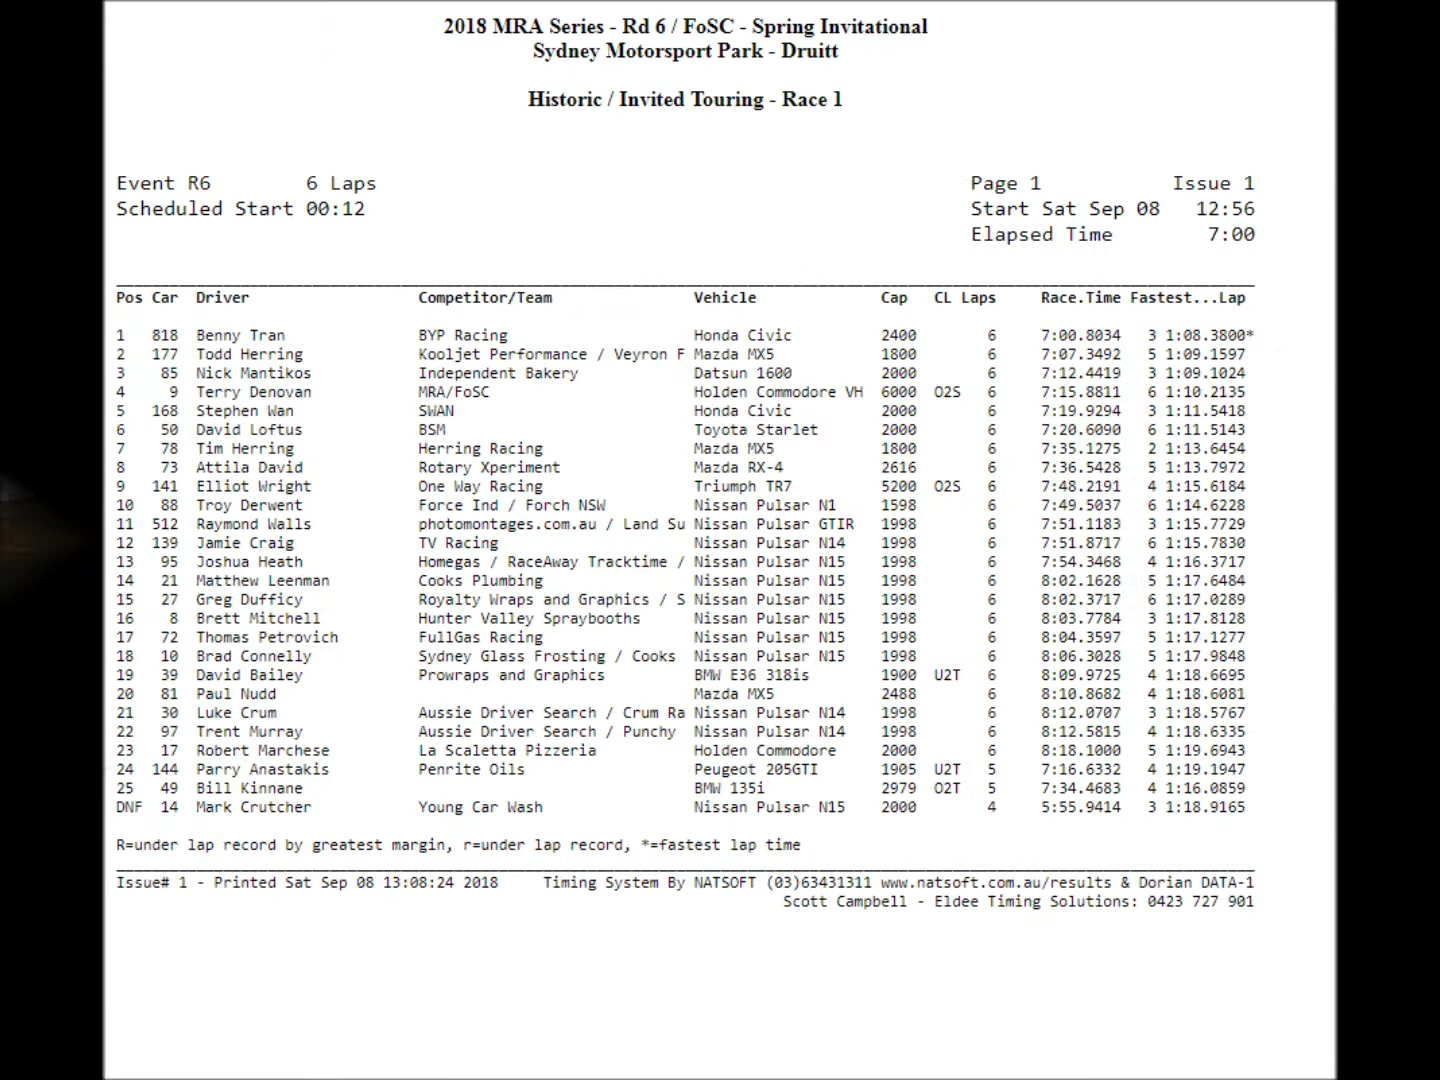 2018 MRA Series - Rd 6 / FoSC - Spring Invitational
Sydney Motorsport Park - Druitt
Historic / Invited Touring - Race 1
Event R6 6 Laps Page 1 Issue 1
Scheduled Start 00:12 Start Sat Sep 08 12:56
Elapsed Time 7:00
Pos Car Driver Competitor/Team Vehicle Cap CL Laps Race.Time Fastest...Lap
1 818 Benny Tran BYP Racing Honda Civic 2400 6 7:00.8034 3 1:08.3800*
2 177 Todd Herring Kooljet Performance / Veyron F Mazda MX5 1800 6 7:07.3492 5 1:09.1597
3 85 Nick Mantikos Independent Bakery Datsun 1600 2000 6 7:12.4419 3 1:09.1024
4 9 Terry Denovan MRA/FoSC Holden Commodore VH 6000 O2S 6 7:15.8811 6 1:10.2135
5 168 Stephen Wan SWAN Honda Civic 2000 6 7:19.9294 3 1:11.5418
6 50 David Loftus BSM Toyota Starlet 2000 6 7:20.6090 6 1:11.5143
7 78 Tim Herring Herring Racing Mazda MX5 1800 6 7:35.1275 2 1:13.6454
8 73 Attila David Rotary Xperiment Mazda RX-4 2616 6 7:36.5428 5 1:13.7972
9 141 Elliot Wright One Way Racing Triumph TR7 5200 O2S 6 7:48.2191 4 1:15.6184
10 88 Troy Derwent Force Ind / Forch NSW Nissan Pulsar N1 1598 6 7:49.5037 6 1:14.6228
11 512 Raymond Walls photomontages.com.au / Land Su Nissan Pulsar GTIR 1998 6 7:51.1183 3 1:15.7729
12 139 Jamie Craig TV Racing Nissan Pulsar N14 1998 6 7:51.8717 6 1:15.7830
13 95 Joshua Heath Homegas / RaceAway Tracktime / Nissan Pulsar N15 1998 6 7:54.3468 4 1:16.3717
14 21 Matthew Leenman Cooks Plumbing Nissan Pulsar N15 1998 6 8:02.1628 5 1:17.6484
15 27 Greg Dufficy Royalty Wraps and Graphics / S Nissan Pulsar N15 1998 6 8:02.3717 6 1:17.0289
16 8 Brett Mitchell Hunter Valley Spraybooths Nissan Pulsar N15 1998 6 8:03.7784 3 1:17.8128
17 72 Thomas Petrovich FullGas Racing Nissan Pulsar N15 1998 6 8:04.3597 5 1:17.1277
18 10 Brad Connelly Sydney Glass Frosting / Cooks Nissan Pulsar N15 1998 6 8:06.3028 5 1:17.9848
19 39 David Bailey Prowraps and Graphics BMW E36 318is 1900 U2T 6 8:09.9725 4 1:18.6695
20 81 Paul Nudd Mazda MX5 2488 6 8:10.8682 4 1:18.6081
21 30 Luke Crum Aussie Driver Search / Crum Ra Nissan Pulsar N14 1998 6 8:12.0707 3 1:18.5767
22 97 Trent Murray Aussie Driver Search / Punchy Nissan Pulsar N14 1998 6 8:12.5815 4 1:18.6335
23 17 Robert Marchese La Scaletta Pizzeria Holden Commodore 2000 6 8:18.1000 5 1:19.6943
24 144 Parry Anastakis Penrite Oils Peugeot 205GTI 1905 U2T 5 7:16.6332 4 1:19.1947
25 49 Bill Kinnane BMW 135i 2979 O2T 5 7:34.4683 4 1:16.0859
DNF 14 Mark Crutcher Young Car Wash Nissan Pulsar N15 2000 4 5:55.9414 3 1:18.9165
R=under lap record by greatest margin, r=under lap record, *=fastest lap time
Issue# 1 - Printed Sat Sep 08 13:08:24 2018 Timing System By NATSOFT (03)63431311 www.natsoft.com.au/results & Dorian DATA-1
Scott Campbell - Eldee Timing Solutions: 0423 727 901